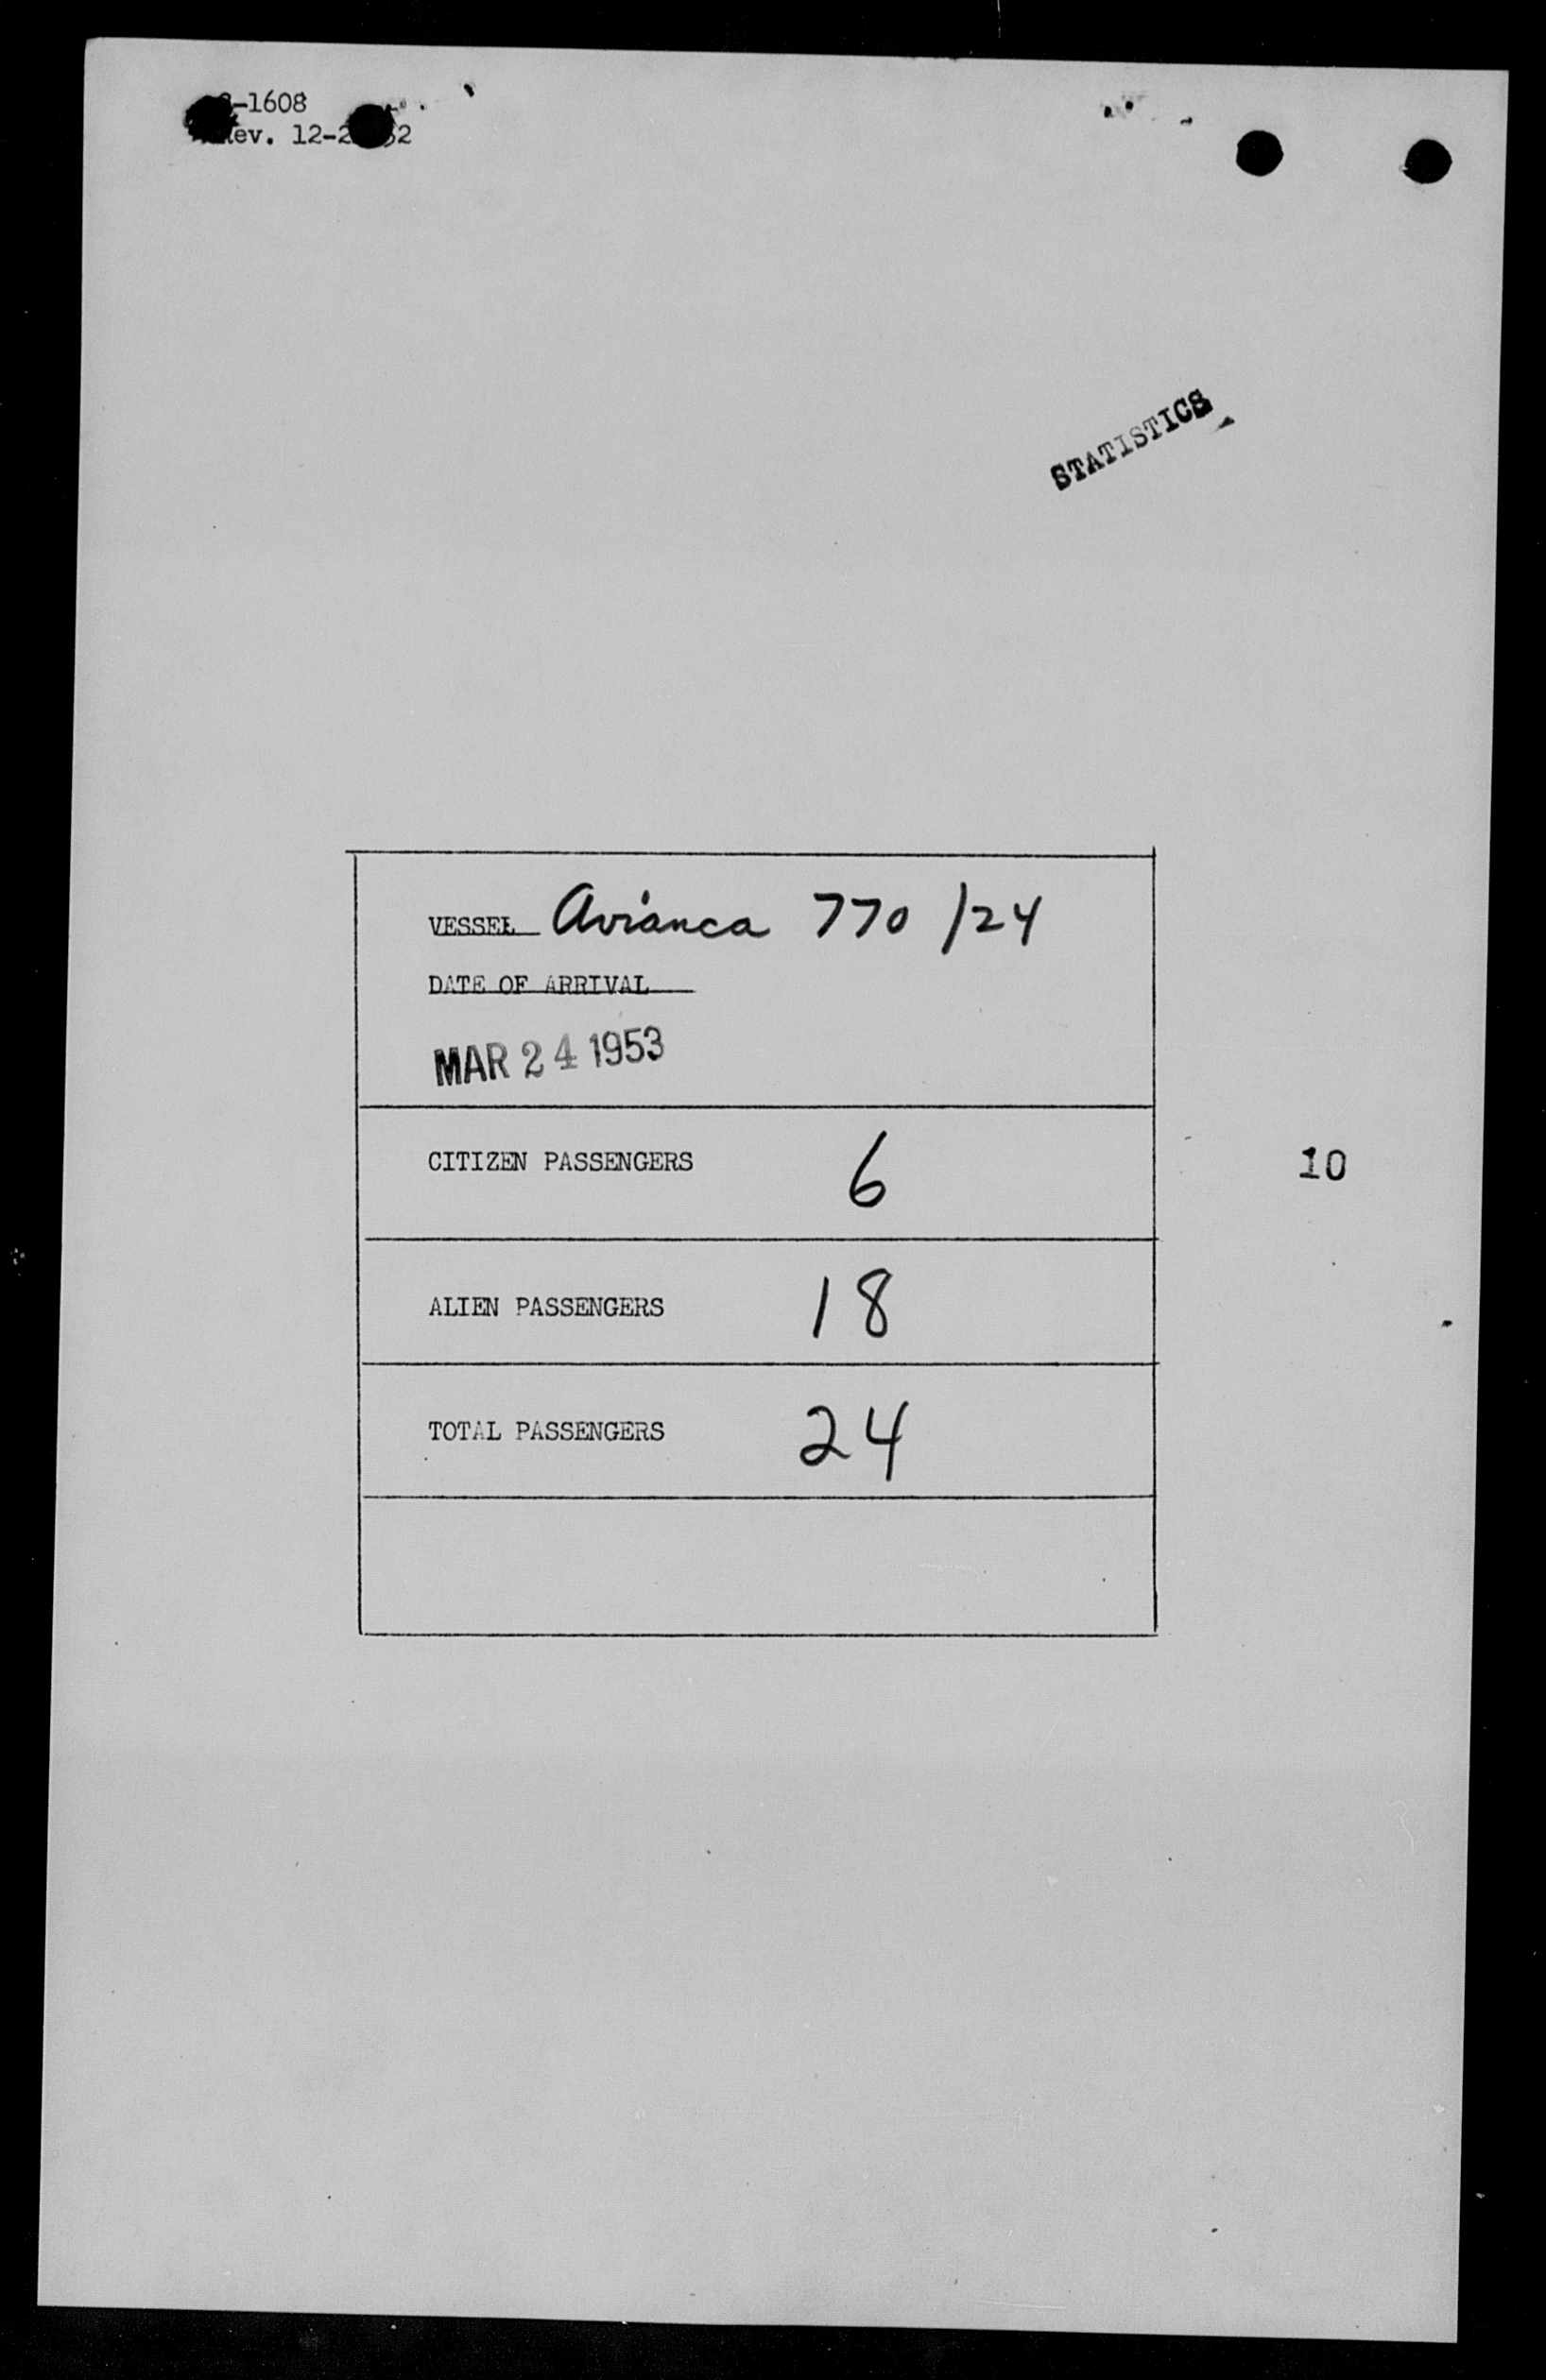 -1608
ev. 12-2 52
STATISTICS
VESSEL Avianca 770 /24
DATE OF ARRIVAL
MAR 24 1953
CITIZEN PASSENGERS 6
10
ALIEN PASSENGERS 18
TOTAL PASSENGERS 24